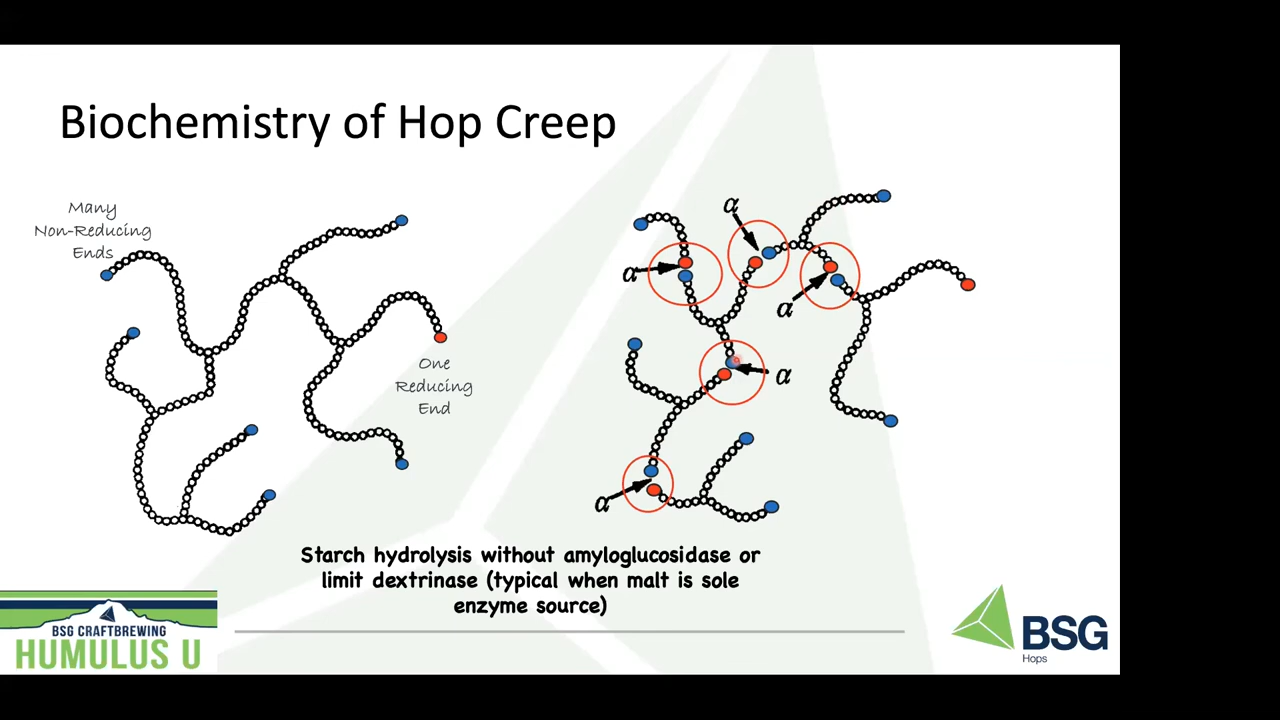 Biochemistry of Hop Creep
Many
Non-Reducing
Ends
One
Reducing
End
α
α
α
α
α
Starch hydrolysis without amyloglucosidase or
limit dextrinase (typical when malt is sole
enzyme source)
BSG CRAFTBREWING
HUMULUS U
BSG
Hops